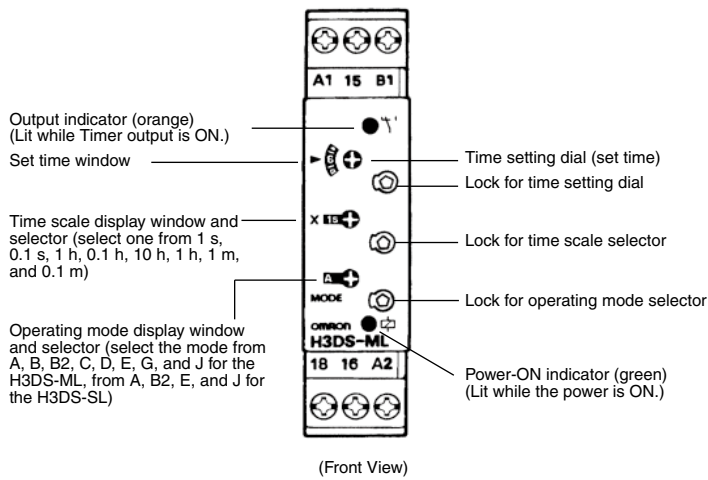 A1 15 B1
Output indicator (orange)
(Lit while Timer output is ON.)
Set time window
Time setting dial (set time)
Lock for time setting dial
Time scale display window and
selector (select one from 1 s,
0.1 s, 1 h, 0.1 h, 10 h, 1 h, 1 m,
and 0.1 m)
X 1S
Lock for time scale selector
A
MODE
Lock for operating mode selector
Operating mode display window
and selector (select the mode from
A, B, B2, C, D, E, G, and J for the
H3DS-ML, from A, B2, E, and J for
the H3DS-SL)
OMRON
H3DS-ML
18 16 A2
Power-ON indicator (green)
(Lit while the power is ON.)
(Front View)